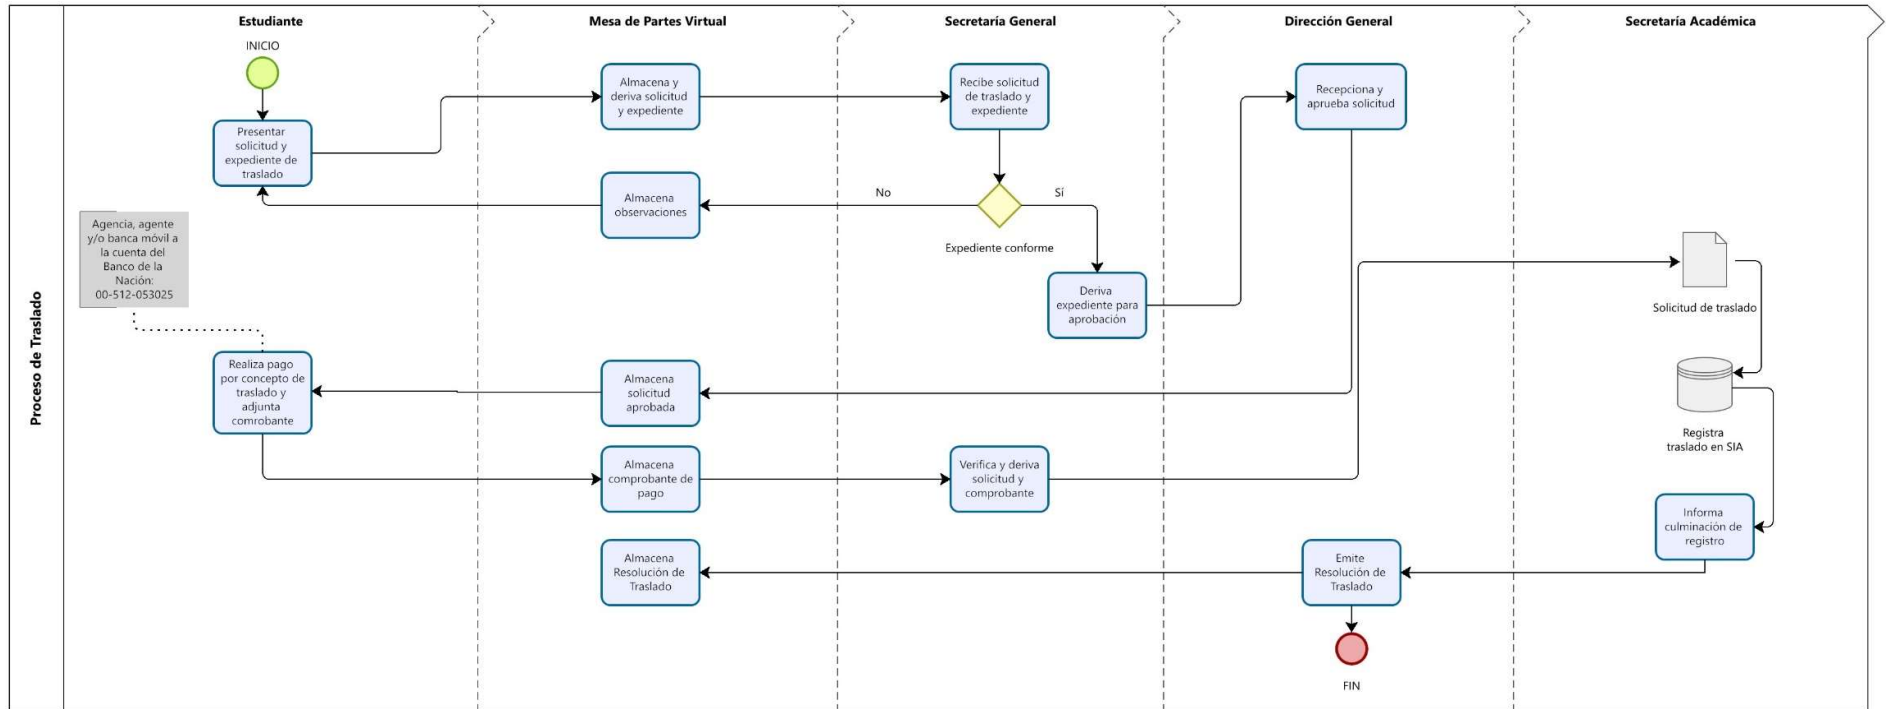 Estudiante
Mesa de Partes Virtual
Secretaría General
Dirección General
Secretaría Académica
Proceso de Traslado
INICIO
Presentar
solicitud y
expediente de
traslado
Almacena y
deriva solicitud
y expediente
Recibe solicitud
de traslado y
expediente
Recepciona y
aprueba solicitud
Almacena
observaciones
No
Sí
Expediente conforme
Agencia, agente
y/o banca móvil a
la cuenta del
Banco de la
Nación:
00-512-053025
Deriva
expediente para
aprobación
Solicitud de traslado
Realiza pago
por concepto de
traslado y
adjunta
comrobante
Almacena
solicitud
aprobada
Registra
traslado en SIA
Almacena
comprobante de
pago
Verifica y deriva
solicitud y
comprobante
Informa
culminación de
registro
Almacena
Resolución de
Traslado
Emite
Resolución de
Traslado
FIN